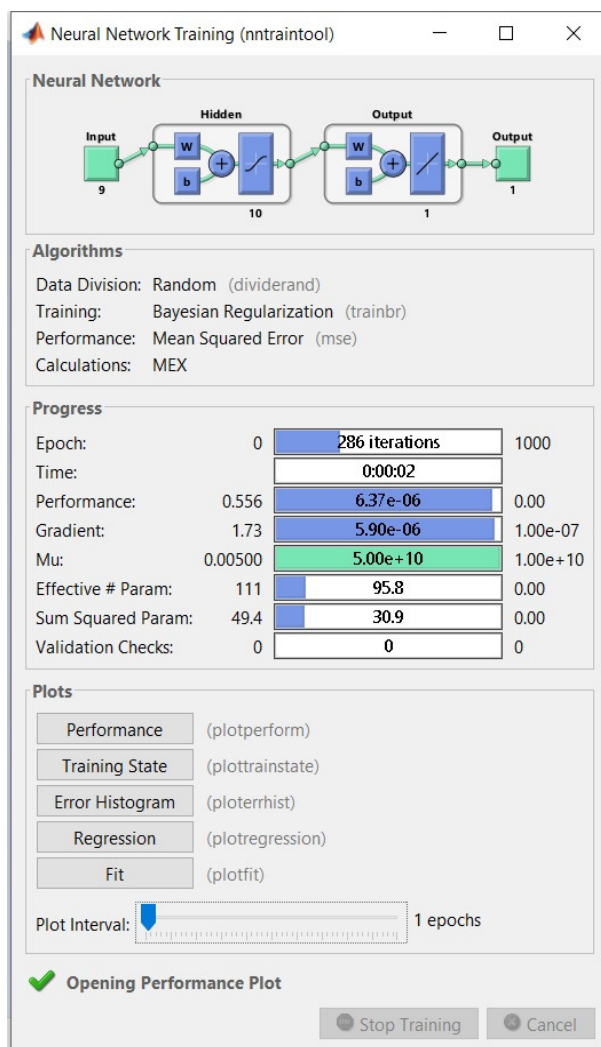 Neural Network Training (nntraintool)
Neural Network
Hidden Output
Input W b W b Output
9 10 1 1
Algorithms
Data Division: Random (dividerand)
Training: Bayesian Regularization (trainbr)
Performance: Mean Squared Error (mse)
Calculations: MEX
Progress
Epoch: 0 286 iterations 1000
Time: 0:00:02
Performance: 0.556 6.37e-06 0.00
Gradient: 1.73 5.90e-06 1.00e-07
Mu: 0.00500 5.00e+10 1.00e+10
Effective # Param: 111 95.8 0.00
Sum Squared Param: 49.4 30.9 0.00
Validation Checks: 0 0 0
Plots
Performance (plotperform)
Training State (plottrainstate)
Error Histogram (ploterrhist)
Regression (plotregression)
Fit (plotfit)
Plot Interval: 1 epochs
Opening Performance Plot
Stop Training Cancel